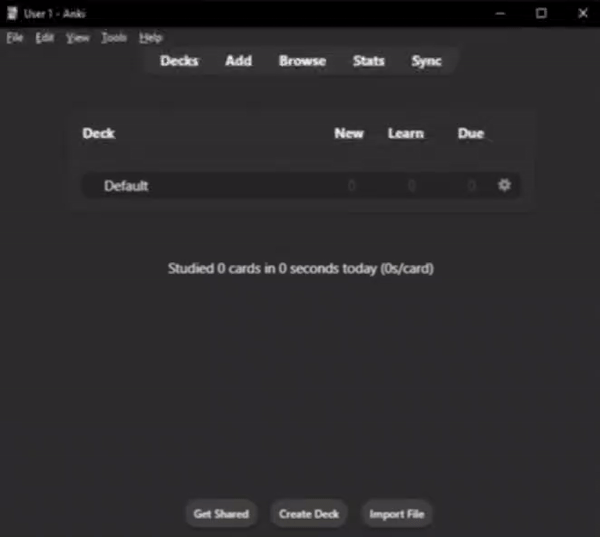 User 1 - Anki
File Edit View Tools Help
Decks Add Browse Stats Sync
Deck New Learn Due
Default 0 0 0
Studied 0 cards in 0 seconds today (0s/card)
Get Shared Create Deck Import File